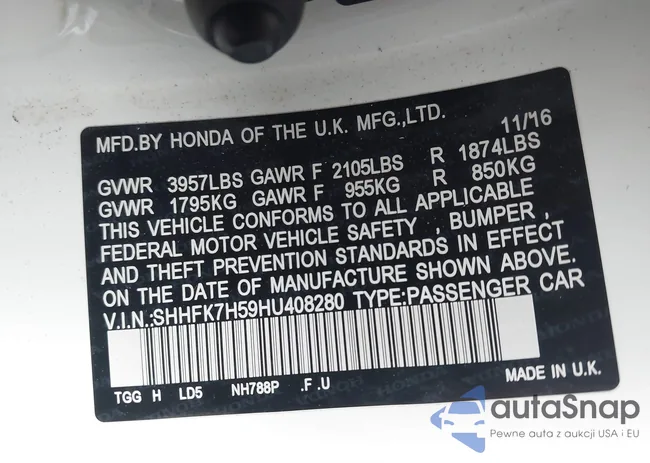 MFD.BY HONDA OF THE U.K. MFG.,LTD. 11/16
GVWR 3957LBS GAWR F 2105LBS R 1874LBS
GVWR 1795KG GAWR F 955KG R 850KG
THIS VEHICLE CONFORMS TO ALL APPLICABLE
FEDERAL MOTOR VEHICLE SAFETY , BUMPER ,
AND THEFT PREVENTION STANDARDS IN EFFECT
ON THE DATE OF MANUFACTURE SHOWN ABOVE.
V.I.N.:SHHFK7H59HU408280 TYPE:PASSENGER CAR
TGG H LD5 NH788P .F .U MADE IN U.K.
autaSnap
Pewne auta z aukcji USA i EU